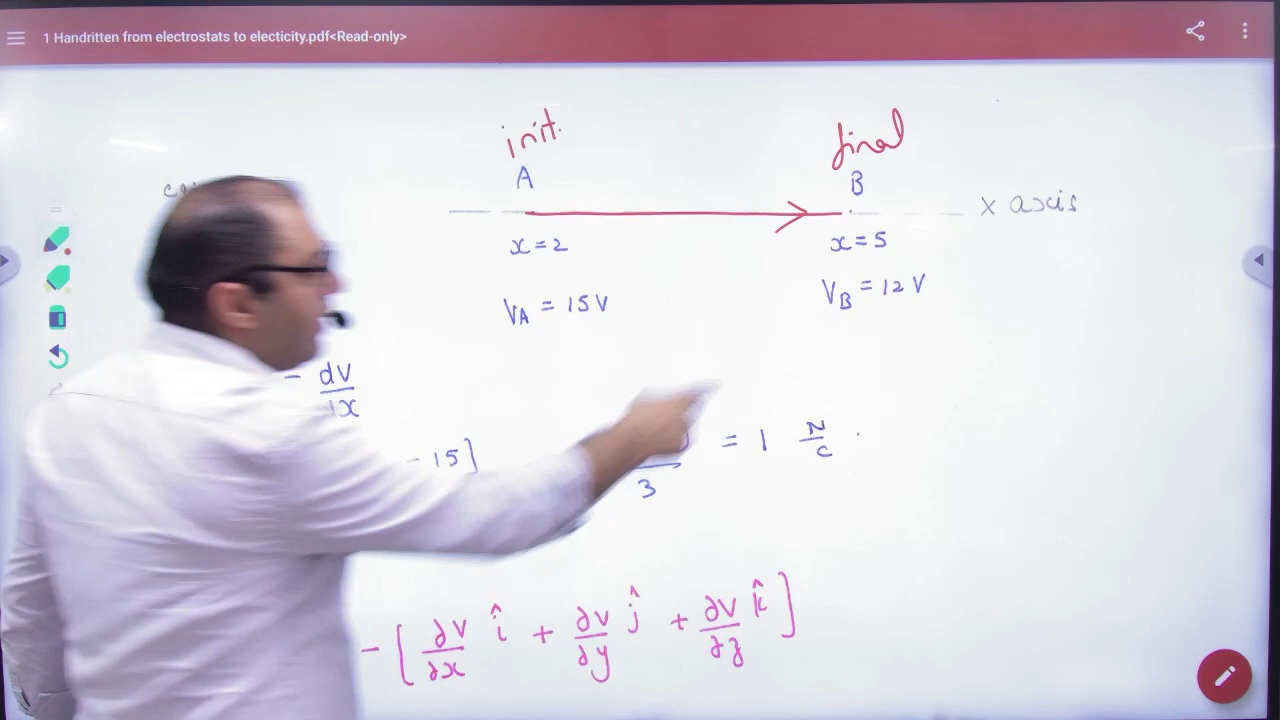 1 Handritten from electrostats to electicity.pdf<Read-only>
init. final
A B
x axis
x = 2 x = 5
VA = 15 V VB = 12 V
- dV
x
- 15] = 1 N/C
3
- [ ∂V/∂x î + ∂V/∂y ĵ + ∂V/∂z k̂ ]